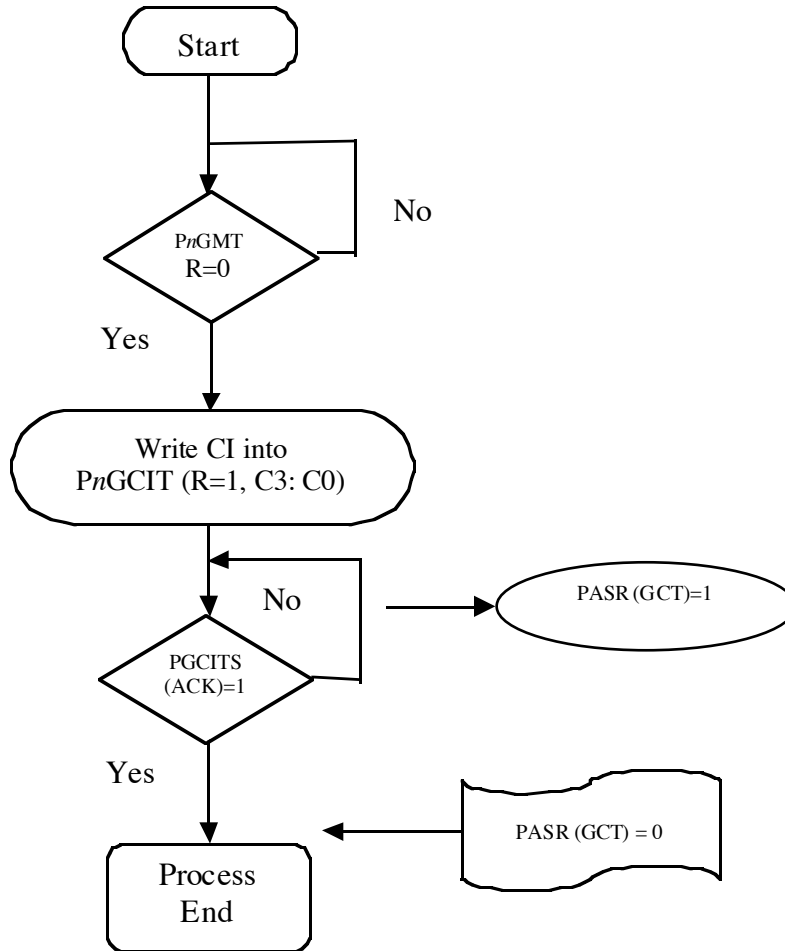 Start
No
PnGMT
R=0
Yes
Write CI into
PnGCIT (R=1, C3: C0)
No
PASR (GCT)=1
PGCITS
(ACK)=1
Yes
PASR (GCT) = 0
Process
End